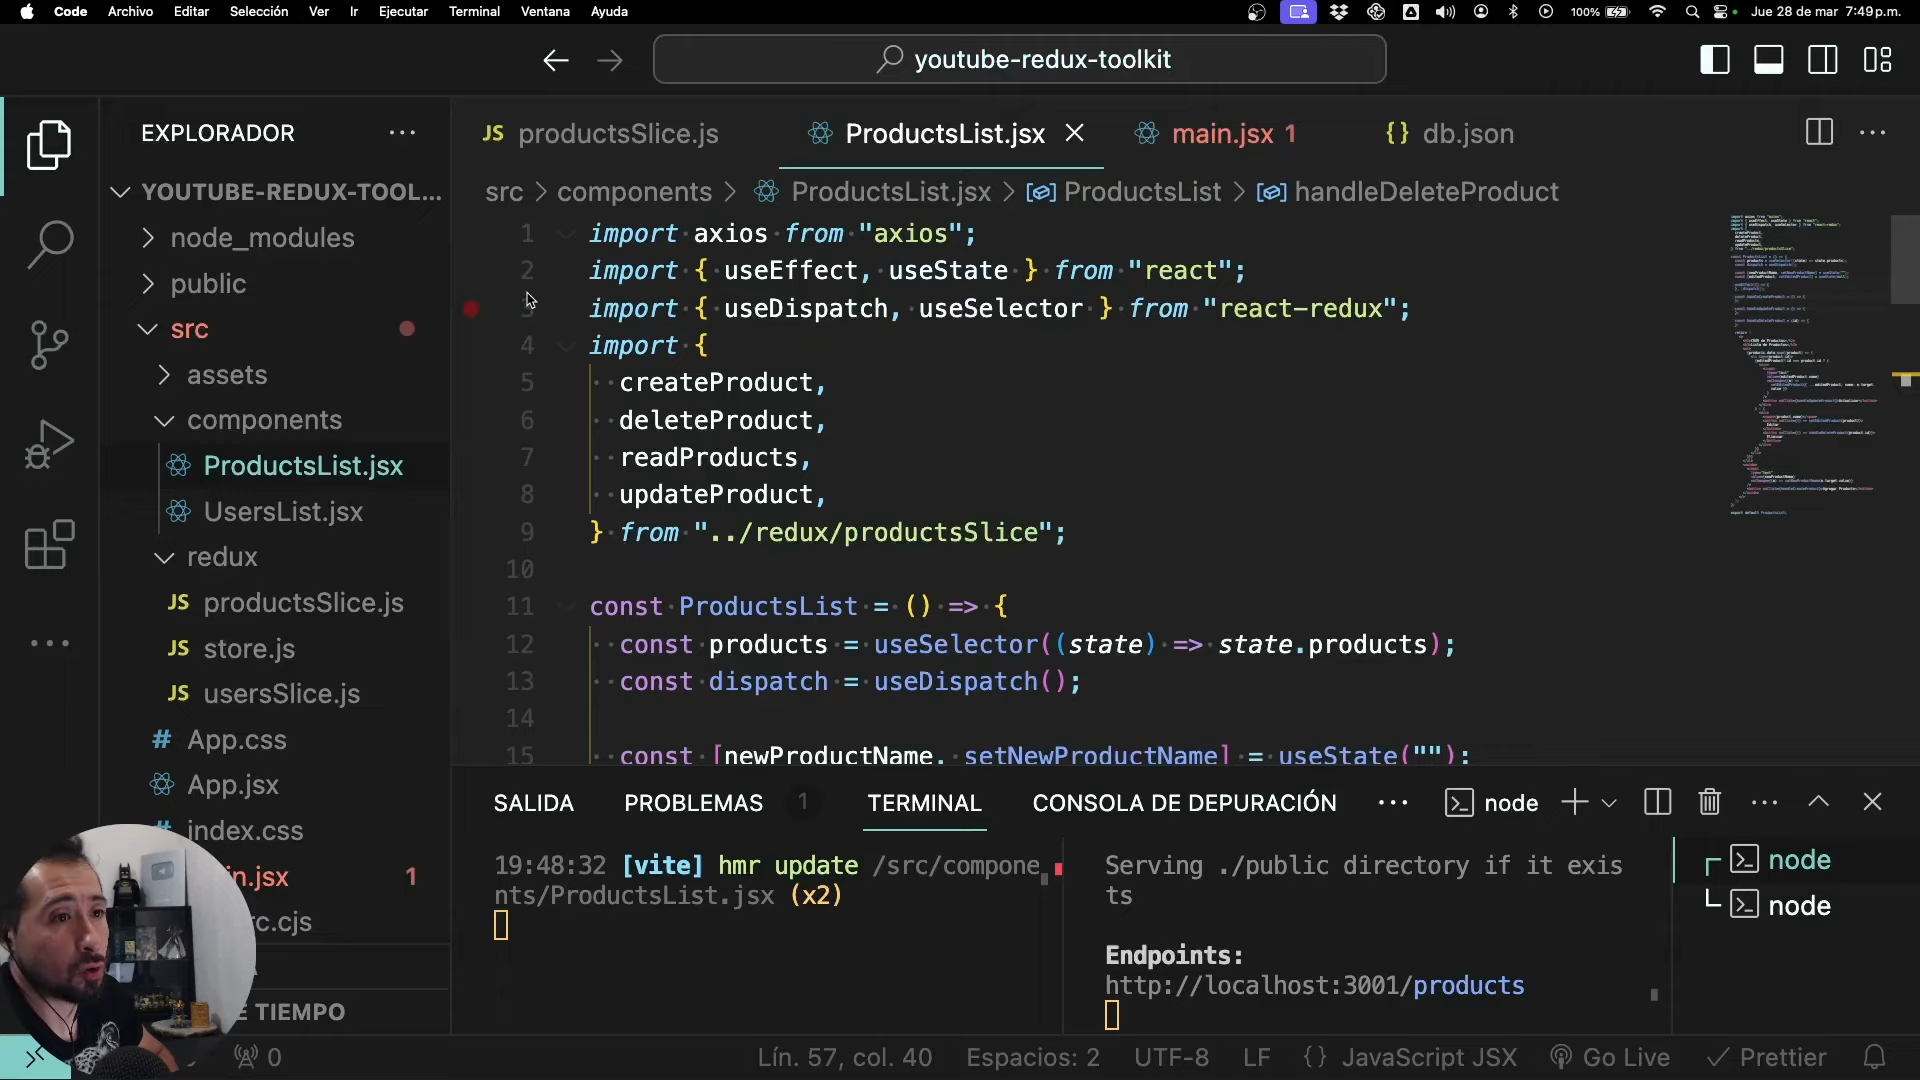 Code Archivo Editar Selección Ver Ir Ejecutar Terminal Ventana Ayuda 100% Jue 28 de mar 7:49 p.m.
youtube-redux-toolkit
EXPLORADOR
YOUTUBE-REDUX-TOOL...
node_modules
public
src
assets
components
ProductsList.jsx
UsersList.jsx
redux
JS productsSlice.js
JS store.js
JS usersSlice.js
# App.css
App.jsx
index.css
in.jsx 1
rc.cjs
E TIEMPO
JS productsSlice.js ProductsList.jsx main.jsx 1 {} db.json
src > components > ProductsList.jsx > ProductsList > handleDeleteProduct
1 import axios from "axios";
2 import { useEffect, useState } from "react";
3 import { useDispatch, useSelector } from "react-redux";
4 import {
5 createProduct,
6 deleteProduct,
7 readProducts,
8 updateProduct,
9 } from "../redux/productsSlice";
10
11 const ProductsList = () => {
12 const products = useSelector((state) => state.products);
13 const dispatch = useDispatch();
14
15 const [newProductName, setNewProductName] = useState("");
SALIDA PROBLEMAS 1 TERMINAL CONSOLA DE DEPURACIÓN node
19:48:32 [vite] hmr update /src/compone
nts/ProductsList.jsx (x2)
Serving ./public directory if it exis
ts
Endpoints:
http://localhost:3001/products
node
node
0 Lín. 57, col. 40 Espacios: 2 UTF-8 LF {} JavaScript JSX Go Live Prettier